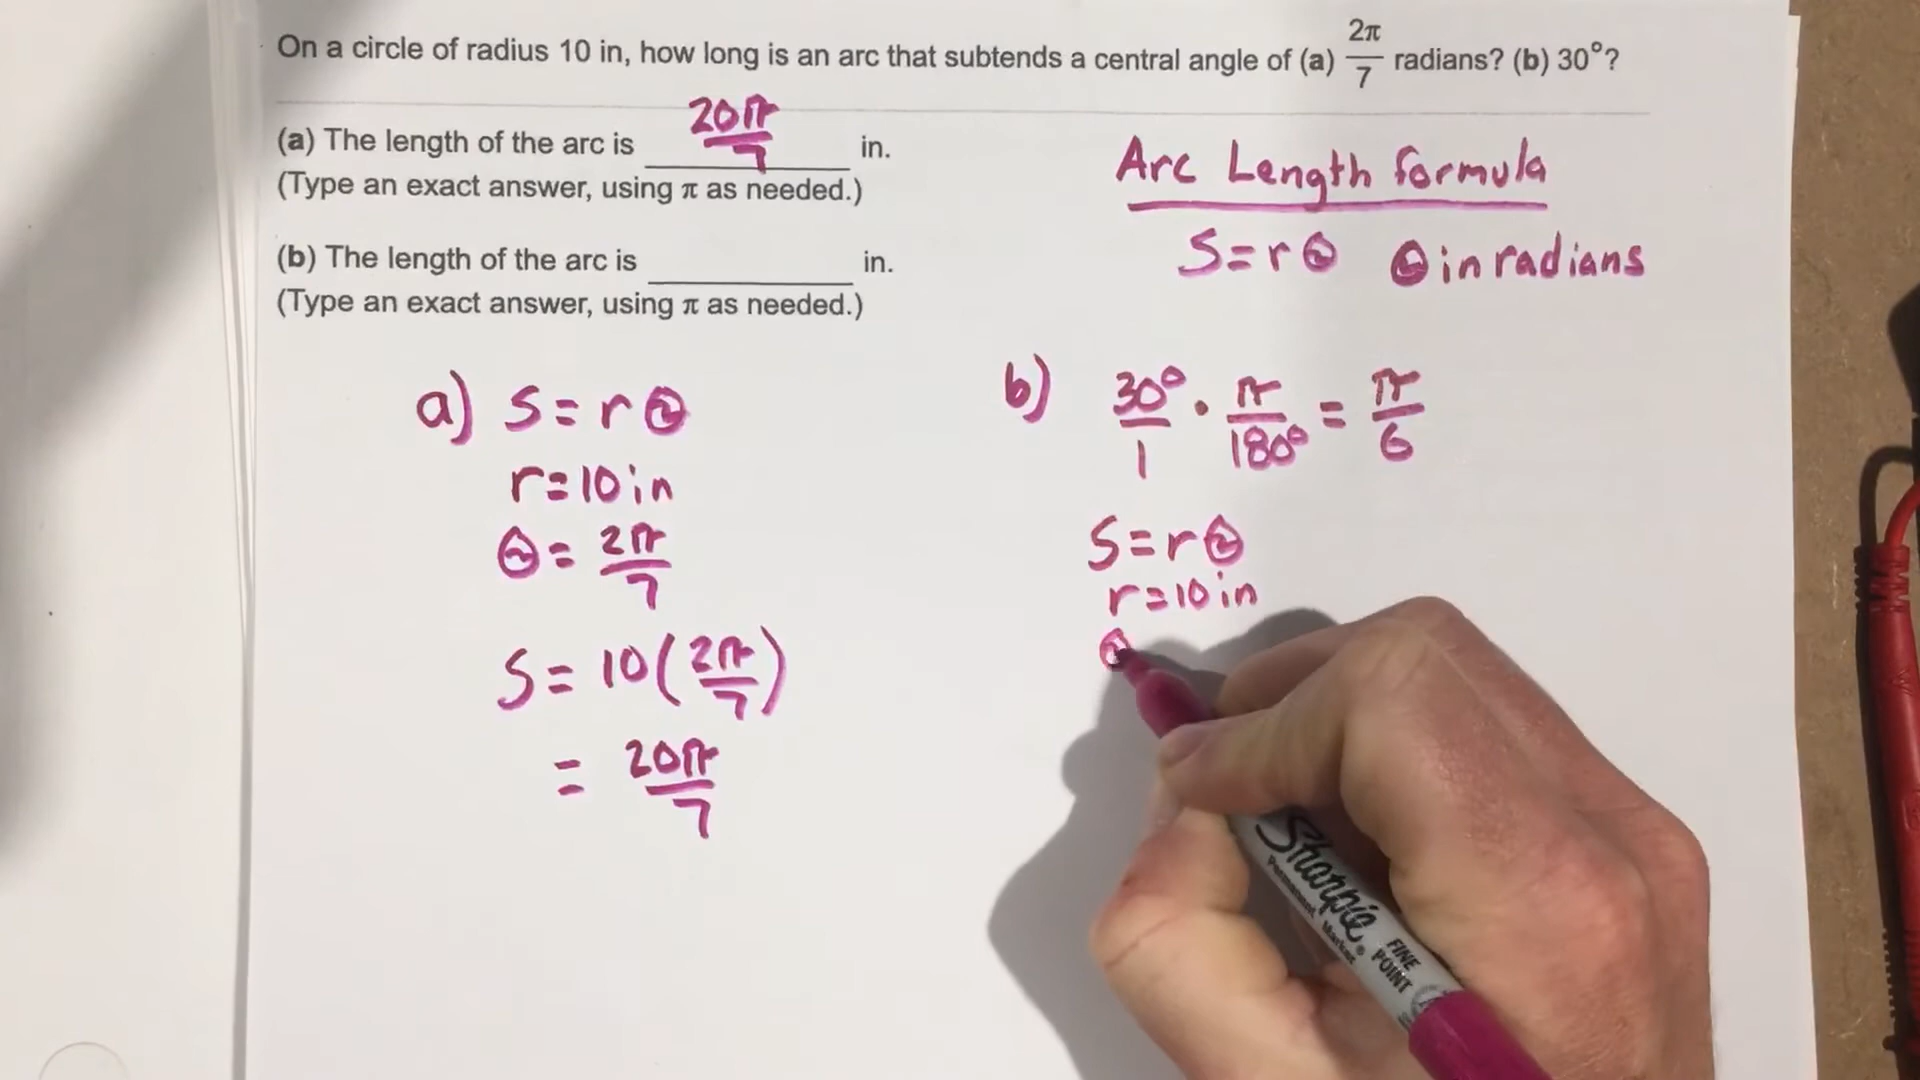 On a circle of radius 10 in, how long is an arc that subtends a central angle of (a) 2π/7 radians? (b) 30°?
(a) The length of the arc is 20π/7 in.
(Type an exact answer, using π as needed.)
(b) The length of the arc is ____ in.
(Type an exact answer, using π as needed.)
Arc Length formula
S=rθ θ in radians
a) S=rθ
r=10in
θ=2π/7
S=10(2π/7)
=20π/7
b) 30°/1 · π/180° = π/6
S=rθ
r=10in
θ
Sharpie
FINE POINT
Permanent Marker